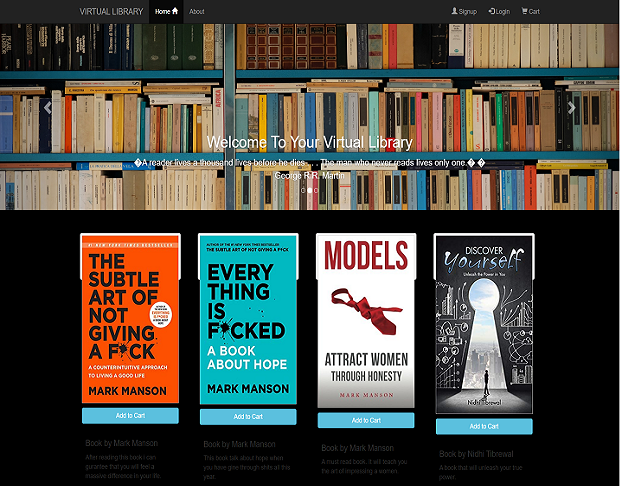 VIRTUAL LIBRARY Home About Signup Login Cart
Welcome To Your Virtual Library
�A reader lives a thousand lives before he dies . . . The man who never reads lives only one.� �
George R.R. Martin
#1 NEW YORK TIMES BESTSELLER
THE
SUBTLE
ART OF
NOT
GIVING
A F*CK
A COUNTERINTUITIVE APPROACH
TO LIVING A GOOD LIFE
MARK MANSON
Add to Cart
Book by Mark Manson
After reading this book i can
gurantee that you will feel a
massive difference in your life.
AUTHOR OF THE #1 NEW YORK TIMES BESTSELLER
THE SUBTLE ART OF NOT GIVING A F*CK
EVERY
THING
IS
F*CKED
A BOOK
ABOUT HOPE
MARK MANSON
Add to Cart
Book by Mark Manson
This book talk about hope when
you have gone through shits all this
year.
MODELS
ATTRACT WOMEN
THROUGH HONESTY
MARK MANSON
Add to Cart
Book by Mark Manson
A must read book, it will teach you
the art of impressing a women.
DISCOVER
Yourself
Unleash the Power in You
Nidhi Tibrewal
Add to Cart
Book by Nidhi Tibrewal
A book that will unleash your true
power.